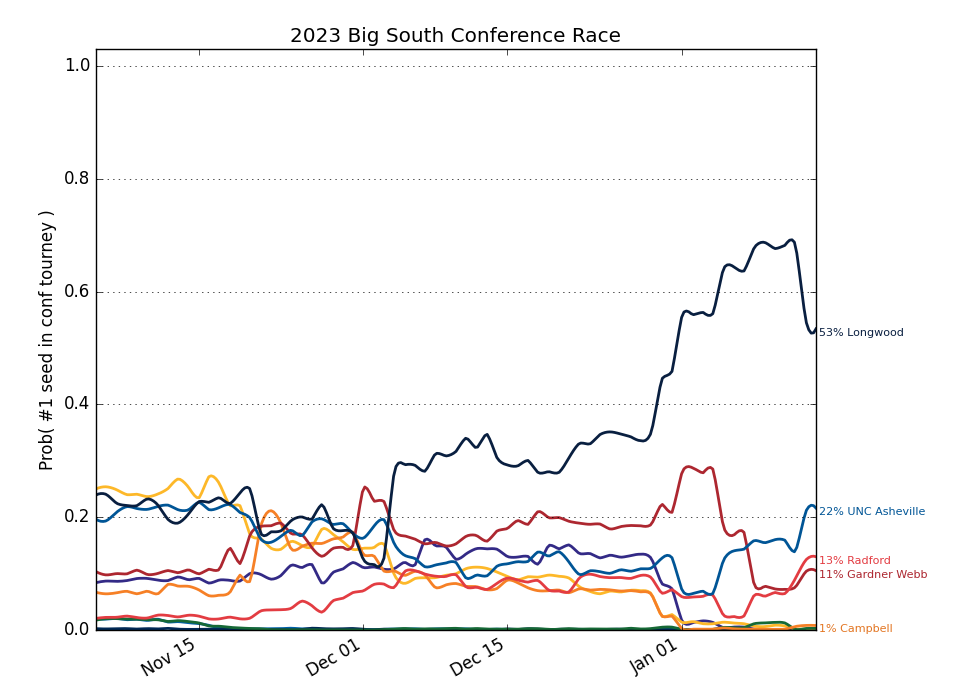 2023 Big South Conference Race
Prob( #1 seed in conf tourney )
1.0
0.8
0.6
0.4
0.2
0.0
Nov 15
Dec 01
Dec 15
Jan 01
53% Longwood
22% UNC Asheville
13% Radford
11% Gardner Webb
1% Campbell